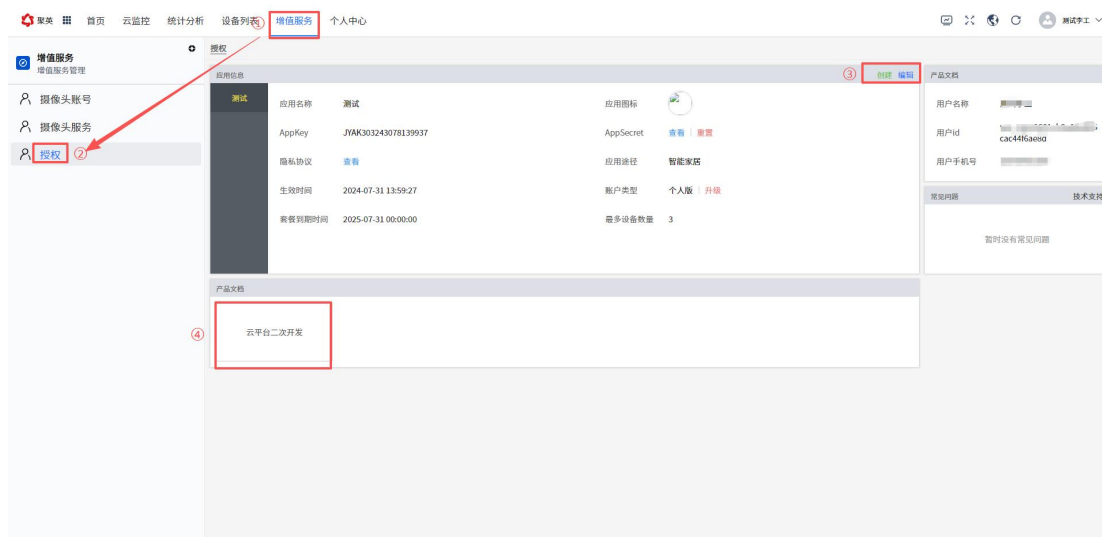 聚英 首页 云监控 统计分析 设备列表 ① 增值服务 个人中心 测试李工
增值服务
增值服务管理
摄像头账号
摄像头服务
授权 ②
授权
应用信息 ③ 创建 编辑
测试
应用名称 测试 应用图标
AppKey JYAK303243078139937 AppSecret 查看 重置
隐私协议 查看 应用途径 智能家居
生效时间 2024-07-31 13:59:27 账户类型 个人版 升级
套餐到期时间 2025-07-31 00:00:00 最多设备数量 3
产品文档
④ 云平台二次开发
产品文档
用户名称
用户id
cac44f6ae8d
用户手机号
常见问题 技术支持
暂时没有常见问题